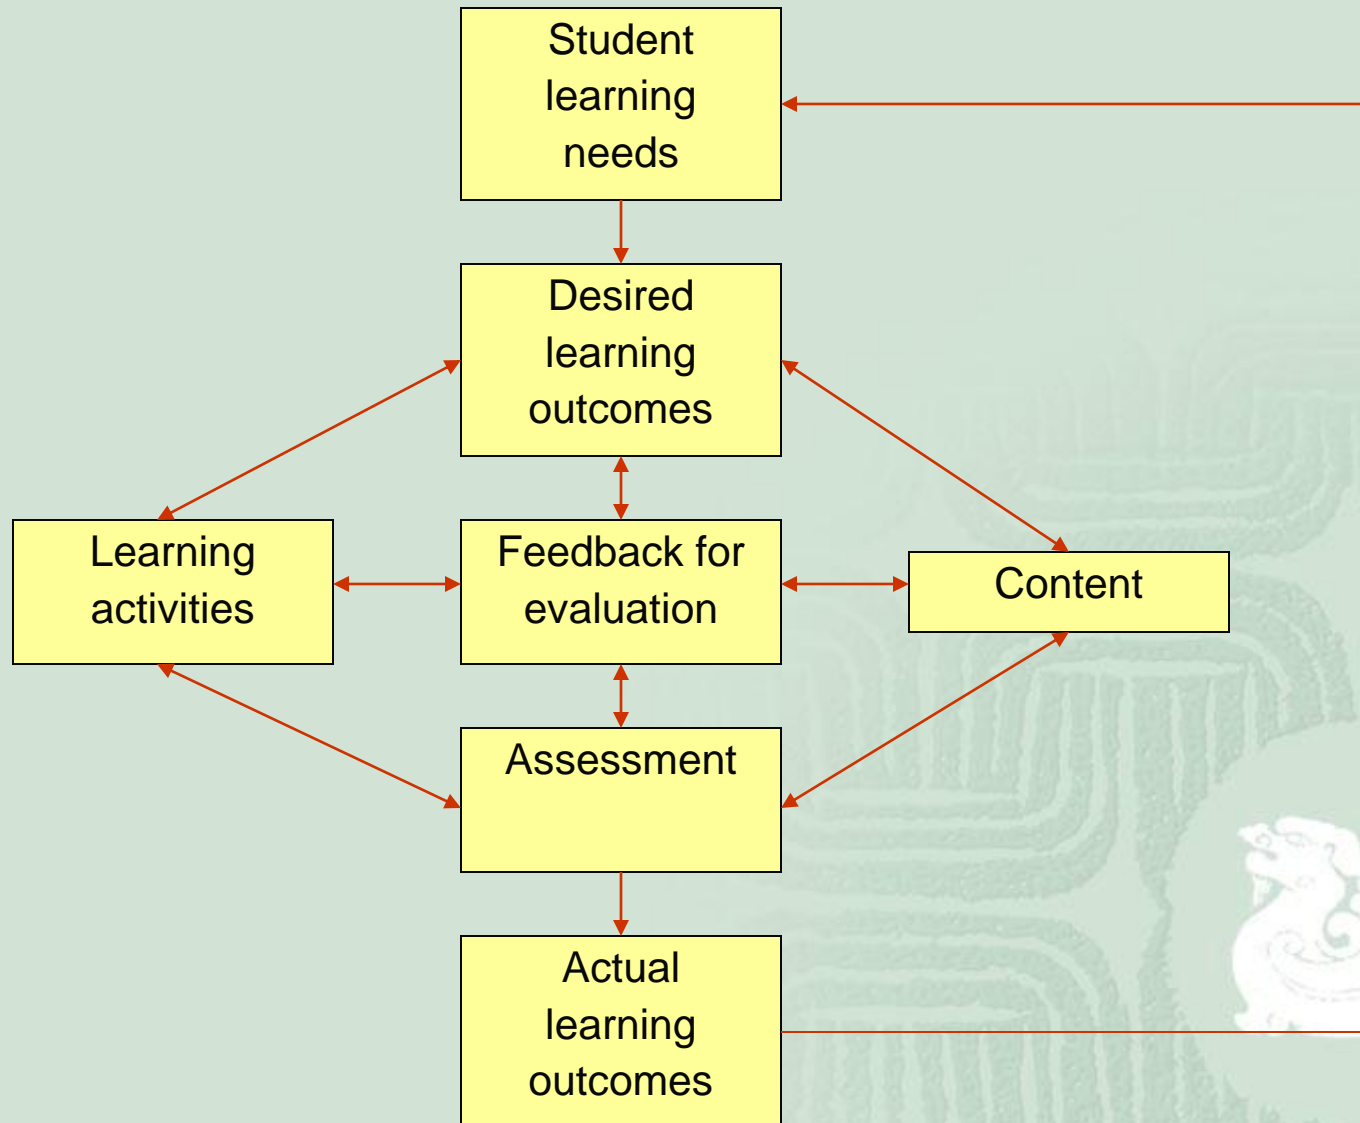 Student
learning
needs
Desired
learning
outcomes
Learning
activities
Feedback for
evaluation
Content
Assessment
Actual
learning
outcomes